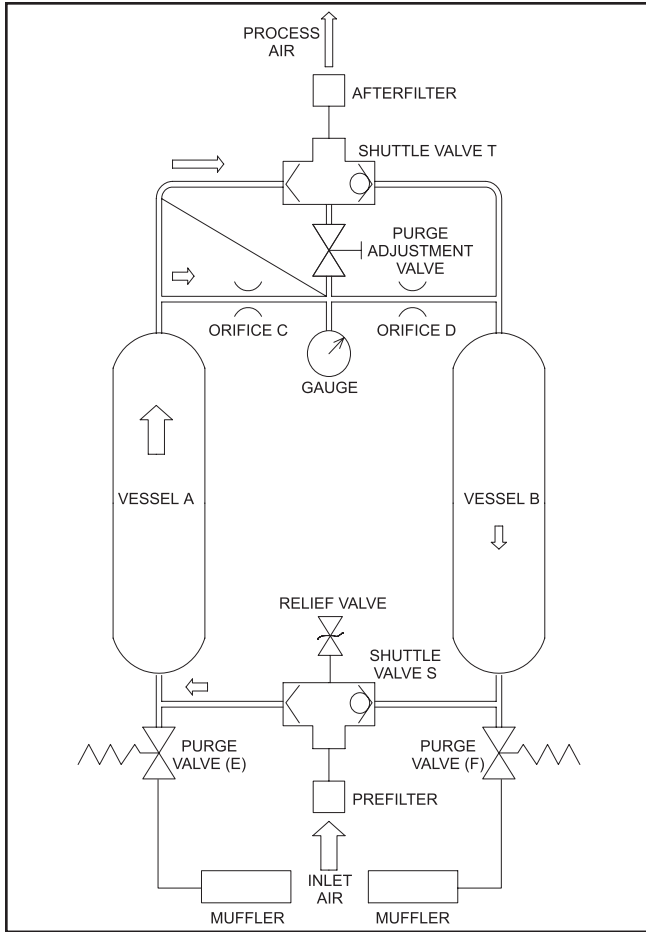 PROCESS
AIR
AFTERFILTER
SHUTTLE VALVE T
PURGE
ADJUSTMENT
VALVE
ORIFICE C
ORIFICE D
GAUGE
VESSEL A
VESSEL B
RELIEF VALVE
SHUTTLE
VALVE S
PURGE
VALVE (E)
PURGE
VALVE (F)
PREFILTER
INLET
AIR
MUFFLER
MUFFLER